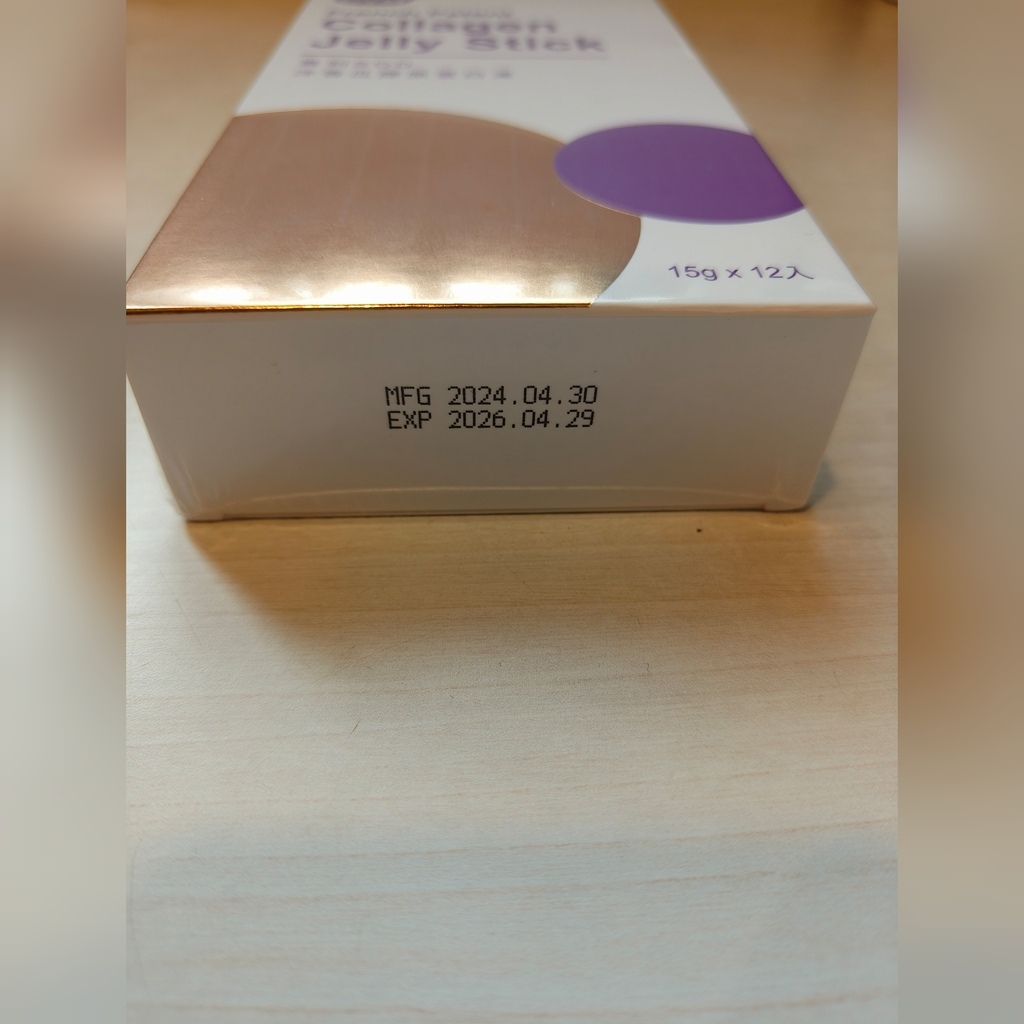 Collagen
Jelly Stick
15g x 12入
MFG 2024.04.30
EXP 2026.04.29